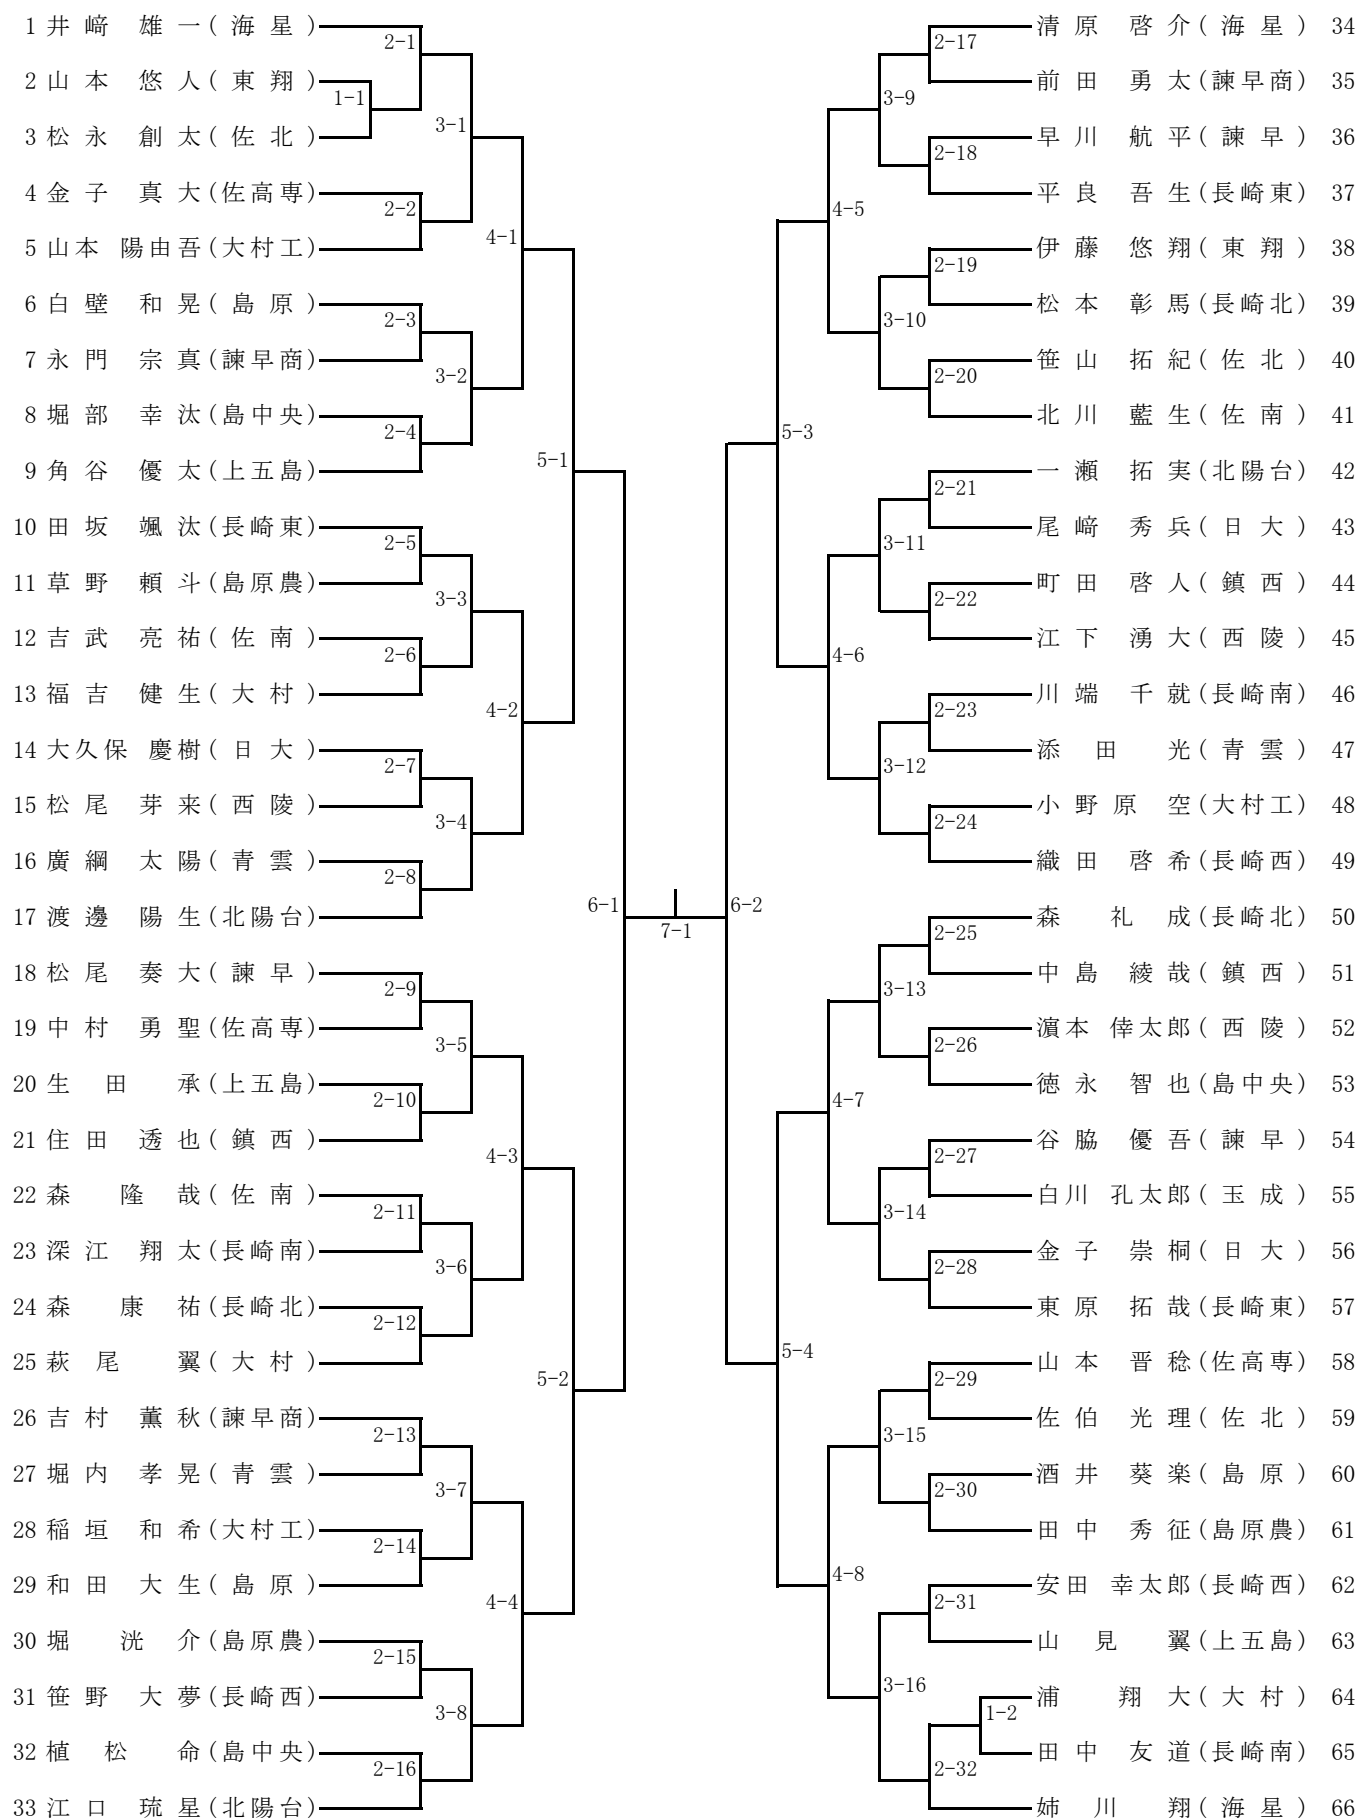 1 井﨑 雄一(海星)
2 山本 悠人(東翔)
3 松永 創太(佐北)
4 金子 真大(佐高専)
5 山本 陽由吾(大村工)
6 白壁 和晃(島原)
7 永門 宗真(諫早商)
8 堀部 幸汰(島中央)
9 角谷 優太(上五島)
10 田坂 颯汰(長崎東)
11 草野 頼斗(島原農)
12 吉武 亮祐(佐南)
13 福吉 健生(大村)
14 大久保 慶樹(日大)
15 松尾 芽来(西陵)
16 廣綱 太陽(青雲)
17 渡邊 陽生(北陽台)
18 松尾 奏大(諫早)
19 中村 勇聖(佐高専)
20 生田 承(上五島)
21 住田 透也(鎮西)
22 森 隆哉(佐南)
23 深江 翔太(長崎南)
24 森 康祐(長崎北)
25 萩尾 翼(大村)
26 吉村 薫秋(諫早商)
27 堀内 孝晃(青雲)
28 稲垣 和希(大村工)
29 和田 大生(島原)
30 堀 洸介(島原農)
31 笹野 大夢(長崎西)
32 植松 命(島中央)
33 江口 琉星(北陽台)
1-1
2-1
2-2
2-3
2-4
2-5
2-6
2-7
2-8
2-9
2-10
2-11
2-12
2-13
2-14
2-15
2-16
3-1
3-2
3-3
3-4
3-5
3-6
3-7
3-8
4-1
4-2
4-3
4-4
5-1
5-2
6-1
7-1
6-2
5-3
5-4
4-5
4-6
4-7
4-8
3-9
3-10
3-11
3-12
3-13
3-14
3-15
3-16
2-17
2-18
2-19
2-20
2-21
2-22
2-23
2-24
2-25
2-26
2-27
2-28
2-29
2-30
2-31
2-32
1-2
清原 啓介(海星) 34
前田 勇太(諫早商) 35
早川 航平(諫早) 36
平良 吾生(長崎東) 37
伊藤 悠翔(東翔) 38
松本 彰馬(長崎北) 39
笹山 拓紀(佐北) 40
北川 藍生(佐南) 41
一瀬 拓実(北陽台) 42
尾﨑 秀兵(日大) 43
町田 啓人(鎮西) 44
江下 湧大(西陵) 45
川端 千就(長崎南) 46
添田 光(青雲) 47
小野原 空(大村工) 48
織田 啓希(長崎西) 49
森 礼成(長崎北) 50
中島 綾哉(鎮西) 51
濵本 倖太郎(西陵) 52
徳永 智也(島中央) 53
谷脇 優吾(諫早) 54
白川 孔太郎(玉成) 55
金子 崇桐(日大) 56
東原 拓哉(長崎東) 57
山本 晋稔(佐高専) 58
佐伯 光理(佐北) 59
酒井 葵楽(島原) 60
田中 秀征(島原農) 61
安田 幸太郎(長崎西) 62
山見 翼(上五島) 63
浦 翔大(大村) 64
田中 友道(長崎南) 65
姉川 翔(海星) 66